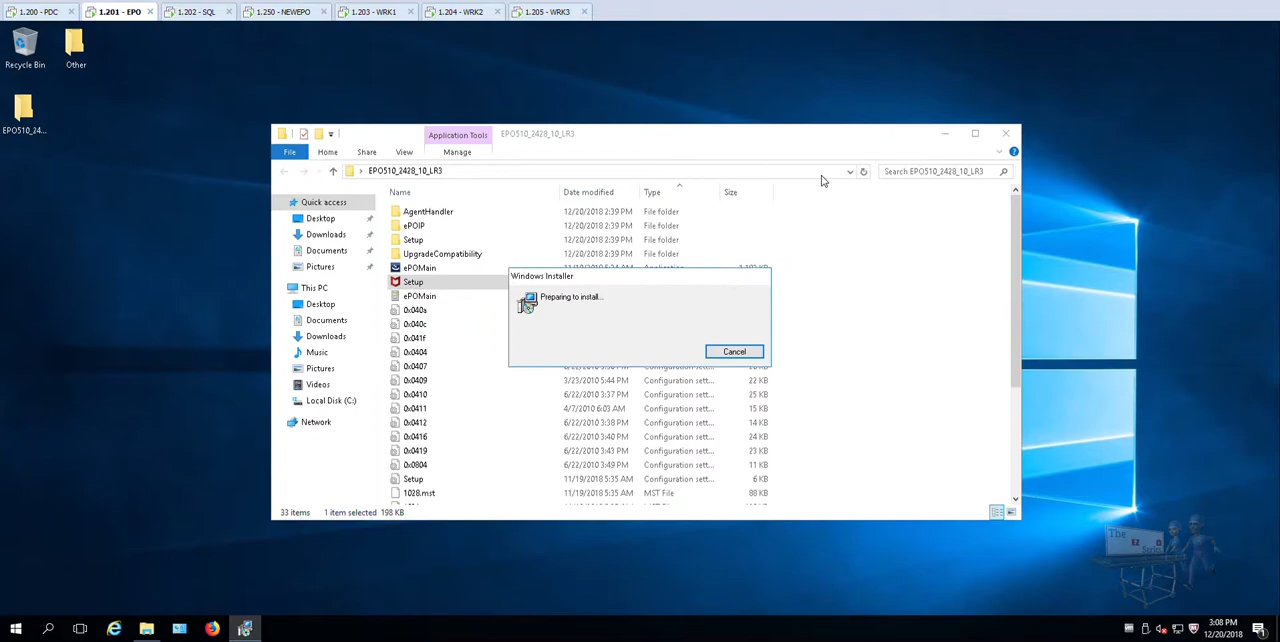 1.200 - PDC
1.201 - EPO
1.202 - SQL
1.250 - NEWEPO
1.203 - WRK1
1.204 - WRK2
1.205 - WRK3
Recycle Bin
Other
EPO510_24...
Application Tools
EPO510_2428_10_LR3
File
Home
Share
View
Manage
EPO510_2428_10_LR3
Search EPO510_2428_10_LR3
Quick access
Desktop
Downloads
Documents
Pictures
This PC
Desktop
Documents
Downloads
Music
Pictures
Videos
Local Disk (C:)
Network
Name Date modified Type Size
AgentHandler 12/20/2018 2:39 PM File folder
ePOIP 12/20/2018 2:39 PM File folder
Setup 12/20/2018 2:39 PM File folder
UpgradeCompatibility 12/20/2018 2:39 PM File folder
ePOMain
Setup
ePOMain
0x040a
0x040c
0x041f
0x0404
0x0407 Configuration sett...
0x0409 3/23/2010 5:44 PM Configuration sett... 22 KB
0x0410 6/22/2010 3:37 PM Configuration sett... 25 KB
0x0411 4/7/2010 6:03 AM Configuration sett... 15 KB
0x0412 6/22/2010 3:38 PM Configuration sett... 14 KB
0x0416 6/22/2010 3:40 PM Configuration sett... 24 KB
0x0419 6/22/2010 3:43 PM Configuration sett... 23 KB
0x0804 6/22/2010 3:49 PM Configuration sett... 11 KB
Setup 11/19/2018 5:35 AM Configuration sett... 6 KB
1028.mst 11/19/2018 5:35 AM MST File 88 KB
Windows Installer
Preparing to install...
Cancel
33 items 1 item selected 198 KB
The
EZ
Series
3:08 PM
12/20/2018